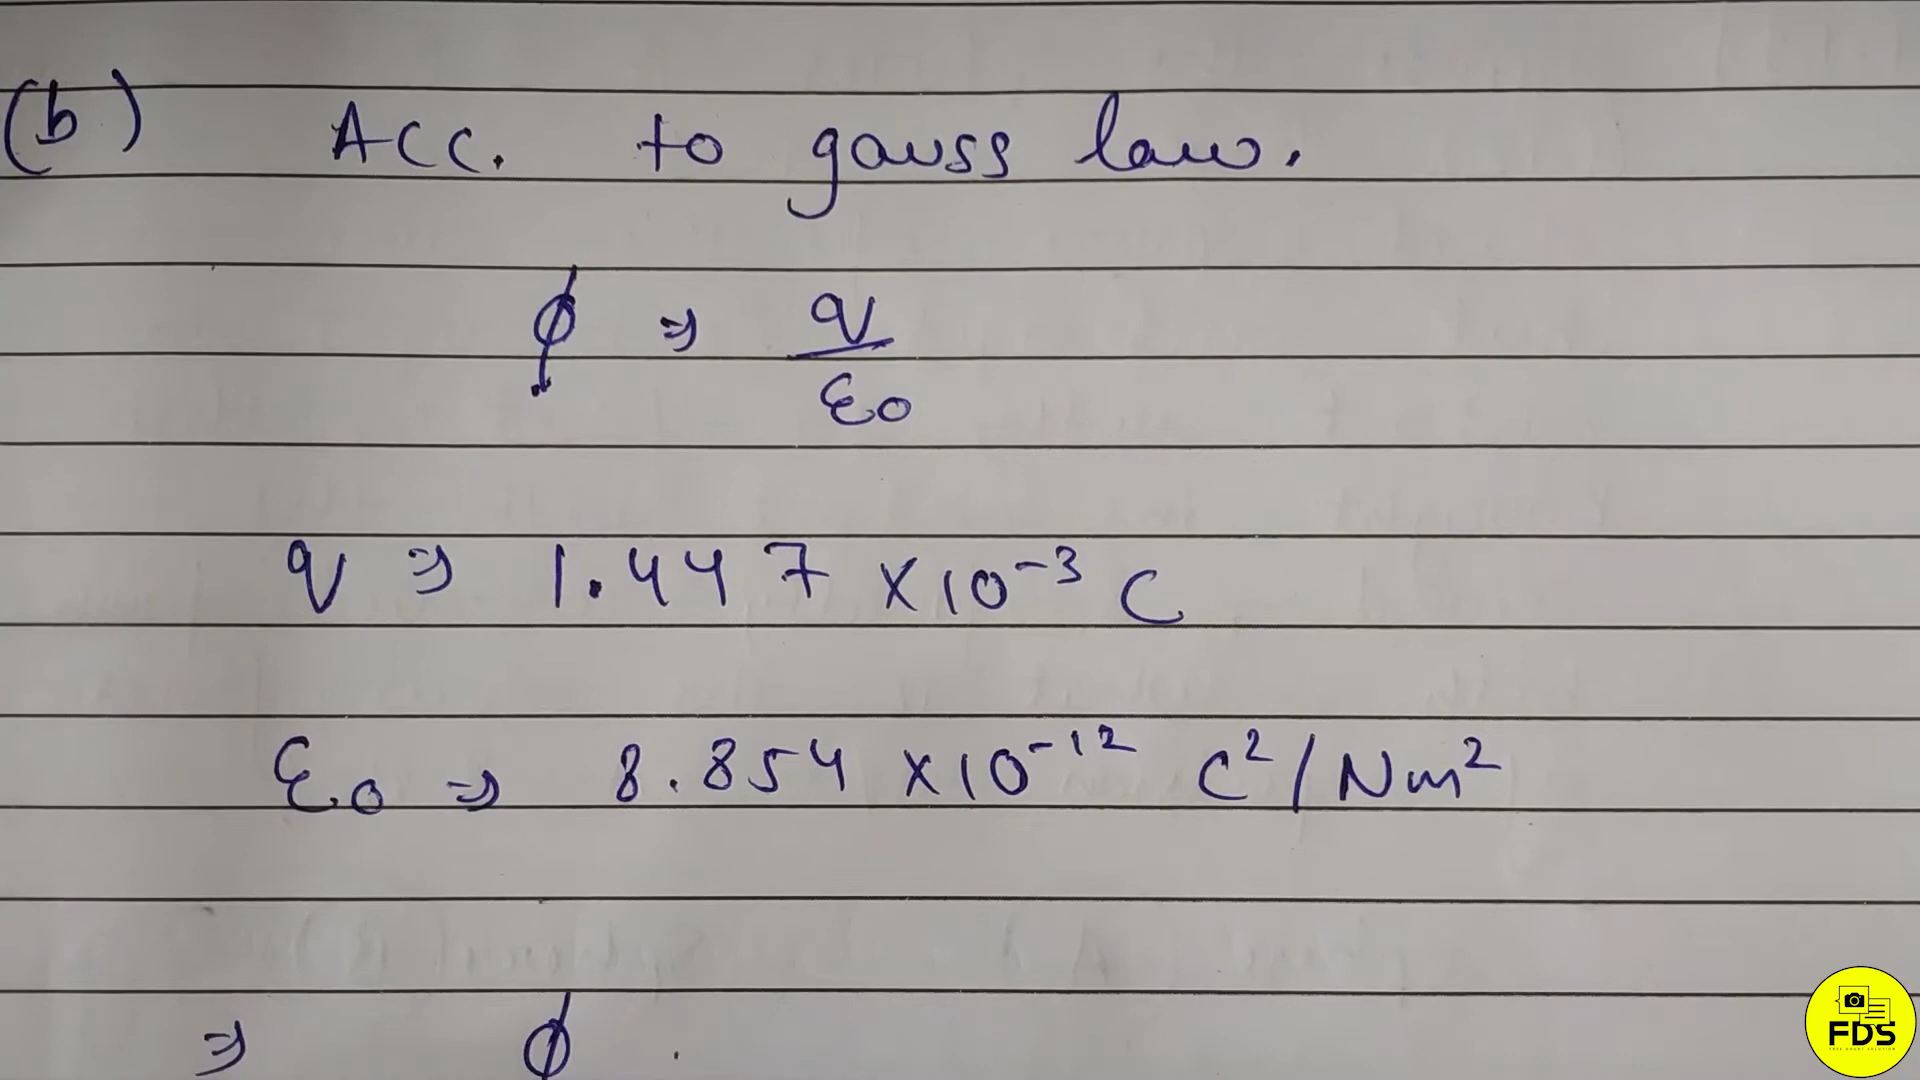 (b) Acc. to gauss law.
φ ⇒ q/ε0
q ⇒ 1.447 ×10⁻³ C
ε0 ⇒ 8.854 ×10⁻¹² C²/Nm²
⇒ φ
FDS